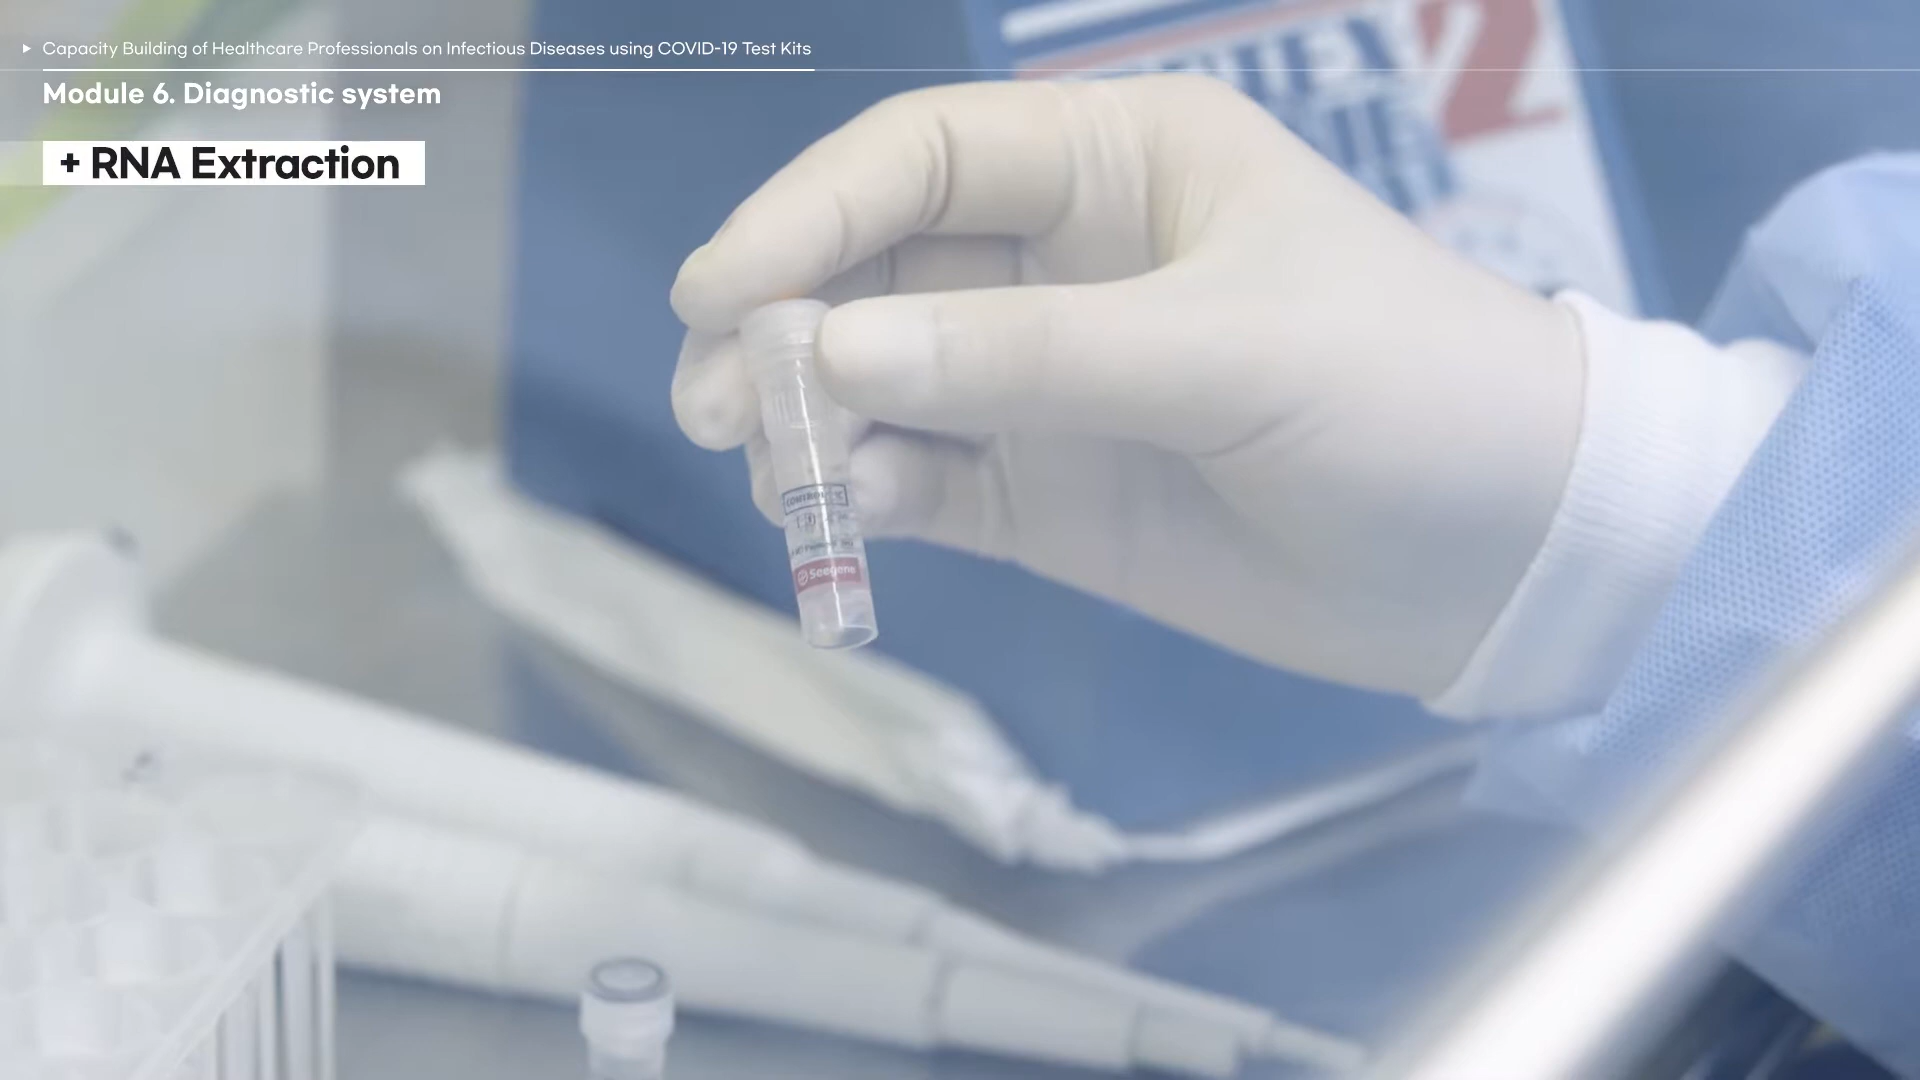 Capacity Building of Healthcare Professionals on Infectious Diseases using COVID-19 Test Kits
Module 6. Diagnostic system
+ RNA Extraction
Seegene